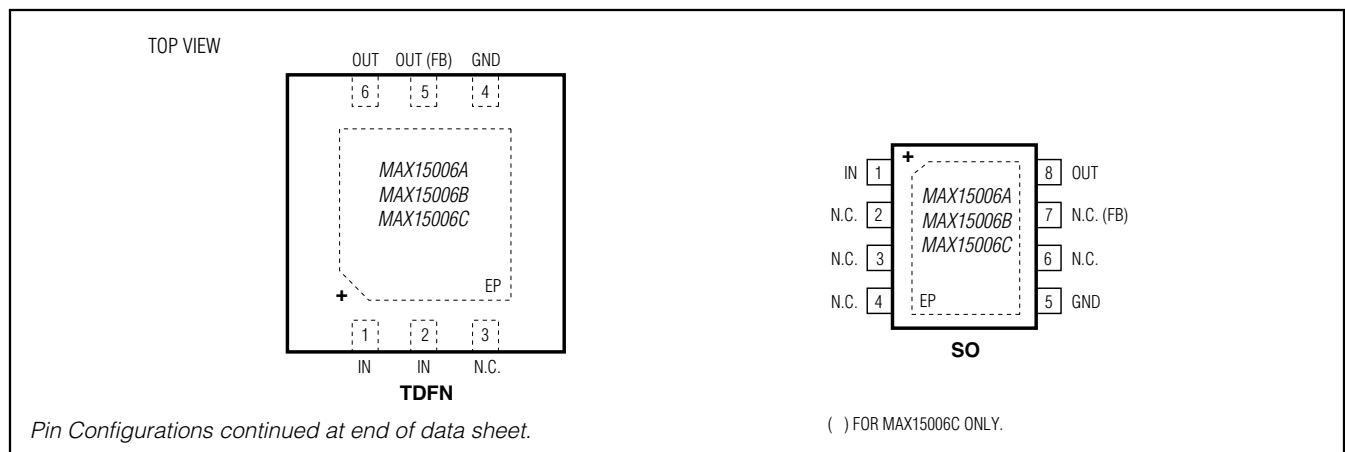 TOP VIEW
OUT OUT (FB) GND
6 5 4
MAX15006A
MAX15006B
MAX15006C
EP
+
1 2 3
IN IN N.C.
TDFN
+
IN 1
N.C. 2
N.C. 3
N.C. 4
MAX15006A
MAX15006B
MAX15006C
EP
8 OUT
7 N.C. (FB)
6 N.C.
5 GND
SO
Pin Configurations continued at end of data sheet.
( ) FOR MAX15006C ONLY.